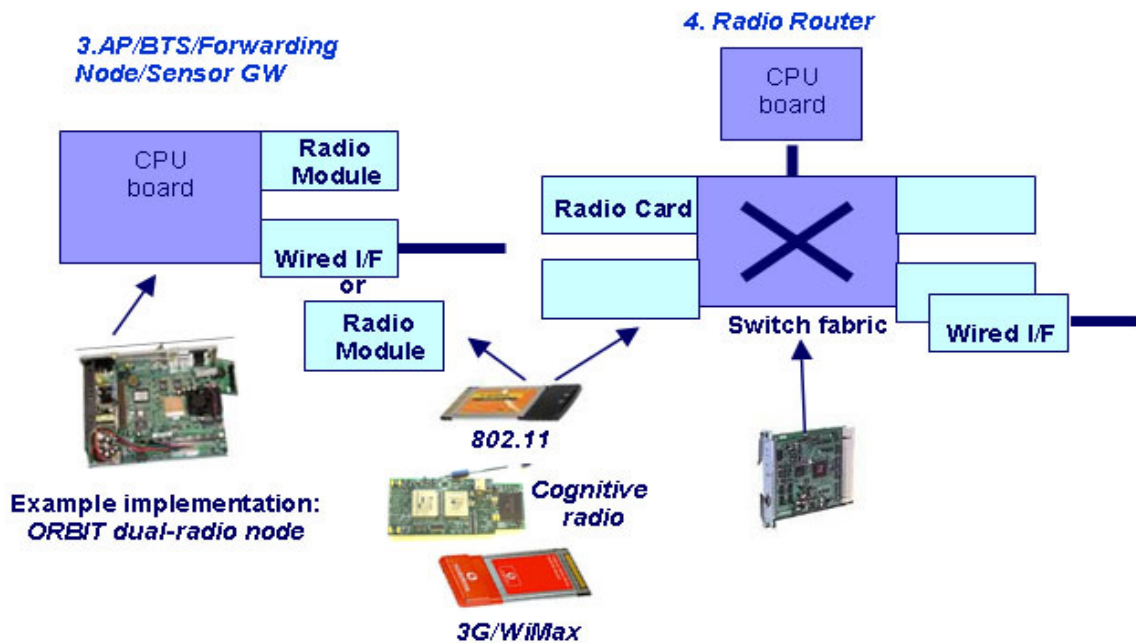 3.AP/BTS/Forwarding
Node/Sensor GW
CPU
board
Radio
Module
Wired I/F
or
Radio
Module
4. Radio Router
CPU
board
Radio Card
Switch fabric
Wired I/F
802.11
Cognitive
radio
3G/WiMax
Example implementation:
ORBIT dual-radio node